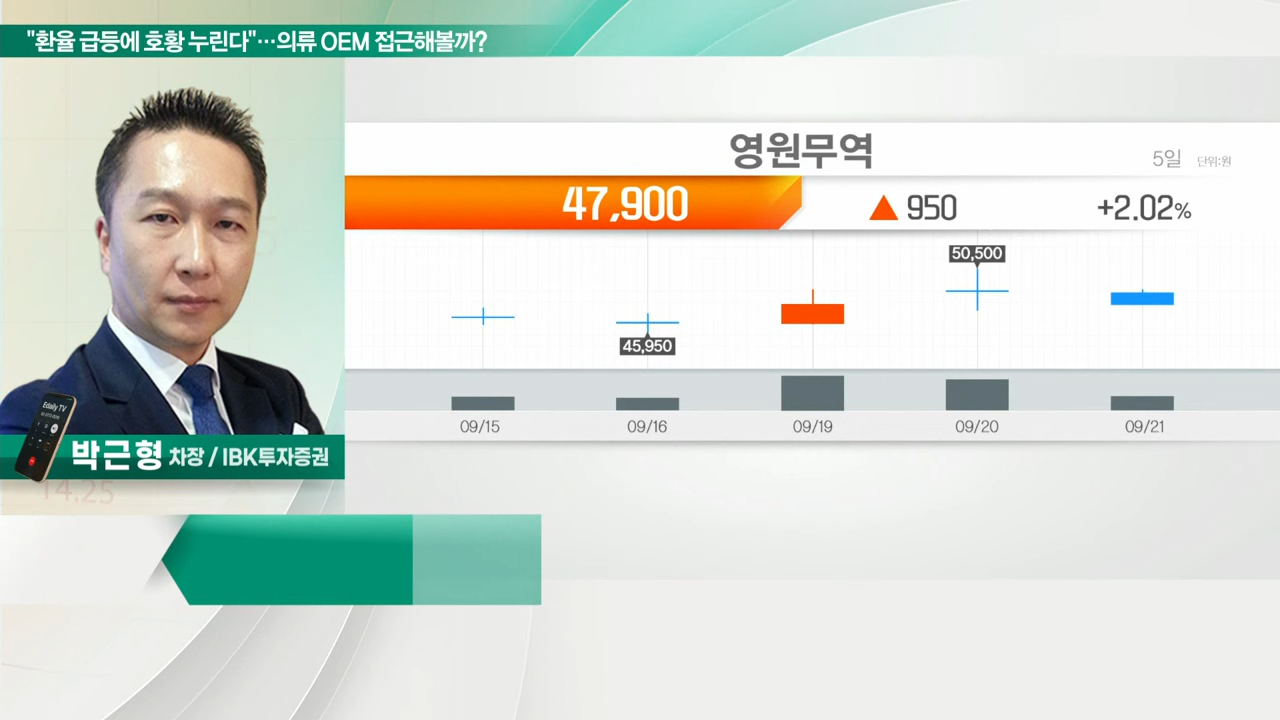 "환율 급등에 호황 누린다"…의류 OEM 접근해볼까?
영원무역
5일 단위:원
47,900 ▲ 950 +2.02%
50,500
45,950
09/15 09/16 09/19 09/20 09/21
Edaily TV
박근형 차장 / IBK투자증권
14.25